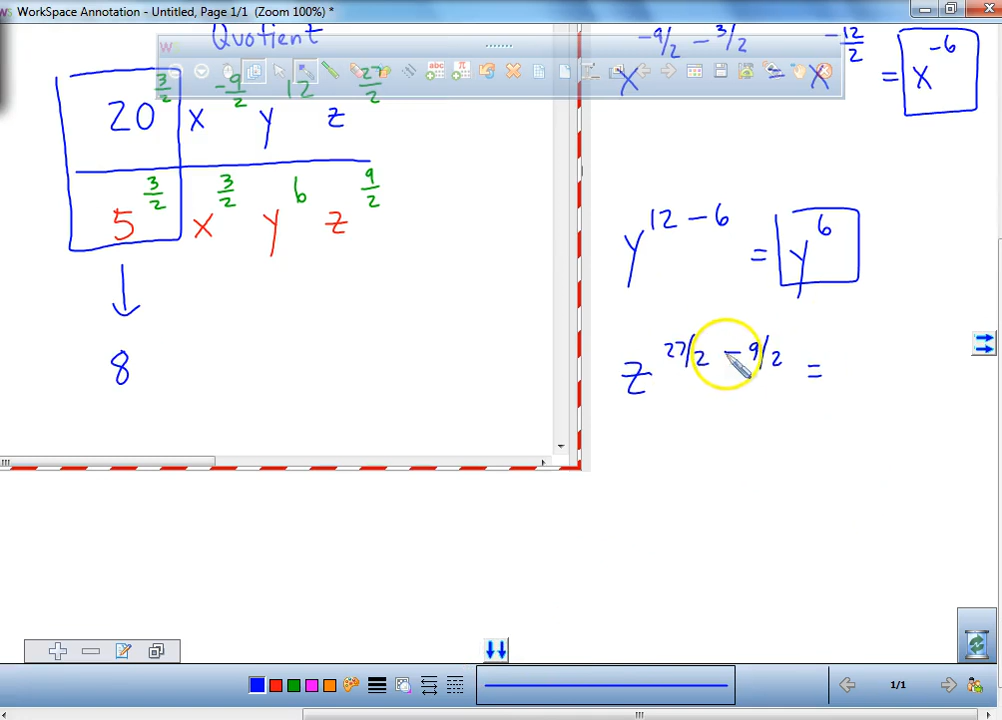 WorkSpace Annotation - Untitled, Page 1/1 (Zoom 100%) *
Quotient
20^(3/2) x^(-9/2) y^12 z^(27/2)
5^(3/2) x^(3/2) y^6 z^(9/2)
8
x^(-9/2 - 3/2) = x^(-12/2) = x^-6
y^(12-6) = y^6
z^(27/2 - 9/2) =
1/1